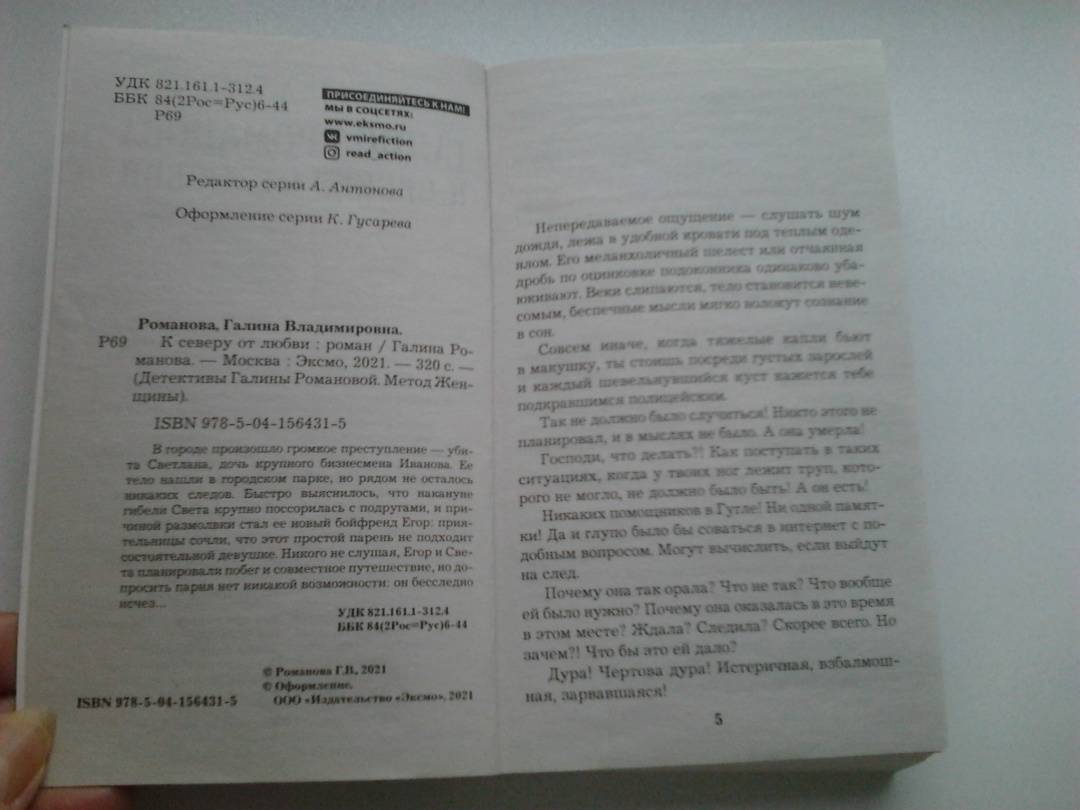 УДК 821.161.1-312.4
ББК 84(2Рос=Рус)6-44
Р69
ПРИСОЕДИНЯЙТЕСЬ К НАМ!
МЫ В СОЦСЕТЯХ:
www.eksmo.ru
vmirefiction
read_action
Редактор серии А. Антонова
Оформление серии К. Гусарева
Романова, Галина Владимировна.
Р69 К северу от любви : роман / Галина Ро-
манова. — Москва : Эксмо, 2021. — 320 с. —
(Детективы Галины Романовой. Метод Жен-
щины).
ISBN 978-5-04-156431-5
В городе произошло громкое преступление — уби-
та Светлана, дочь крупного бизнесмена Иванова. Ее
тело нашли в городском парке, но рядом не осталось
никаких следов. Быстро выяснилось, что накануне
гибели Света крупно поссорилась с подругами, и при-
чиной размолвки стал ее новый бойфренд Егор: прия-
тельницы сочли, что этот простой парень не подходит
состоятельной девушке. Никого не слушая, Егор и Све-
та планировали побег и совместное путешествие, но до-
просить парня нет никакой возможности: он бесследно
исчез...
УДК 821.161.1-312.4
ББК 84(2Рос=Рус)6-44
© Романова Г.В., 2021
© Оформление.
ISBN 978-5-04-156431-5 ООО «Издательство «Эксмо», 2021
Непередаваемое ощущение — слушать шум
дождя, лежа в удобной кровати под теплым оде-
ялом. Его меланхоличный шелест или отчаянная
дробь по оцинковке подоконника одинаково уба-
юкивают. Веки слипаются, тело становится неве-
сомым, беспечные мысли мягко волокут сознание
в сон.
Совсем иначе, когда тяжелые капли бьют
в макушку, ты стоишь посреди густых зарослей
и каждый шевельнувшийся куст кажется тебе
подкравшимся полицейским.
Так не должно было случиться! Никто этого не
планировал, и в мыслях не было. А она умерла!
Господи, что делать?! Как поступать в таких
ситуациях, когда у твоих ног лежит труп, кото-
рого не могло, не должно было быть! А он есть!
Никаких помощников в Гугле! Ни одной памят-
ки! Да и глупо было бы соваться в интернет с по-
добным вопросом. Могут вычислить, если выйдут
на след.
Почему она так орала? Что не так? Что вообще
ей было нужно? Почему она оказалась в это время
в этом месте? Ждала? Следила? Скорее всего. Но
зачем?! Что бы это ей дало?
Дура! Чертова дура! Истеричная, взбалмош-
ная, зарвавшаяся!
5